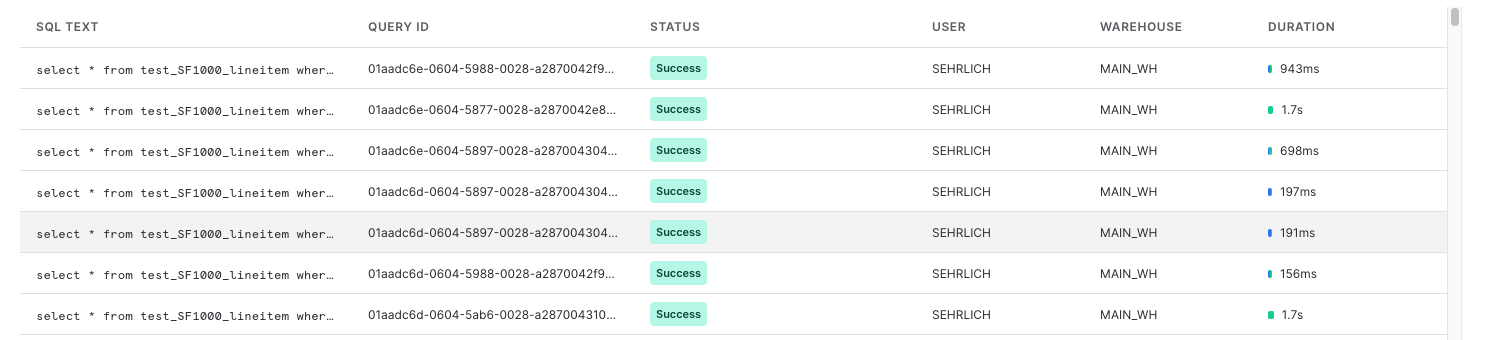 SQL TEXT QUERY ID STATUS USER WAREHOUSE DURATION
select * from test_SF1000_lineitem wher… 01aadc6e-0604-5988-0028-a2870042f9… Success SEHRLICH MAIN_WH 943ms
select * from test_SF1000_lineitem wher… 01aadc6e-0604-5877-0028-a2870042e8… Success SEHRLICH MAIN_WH 1.7s
select * from test_SF1000_lineitem wher… 01aadc6e-0604-5897-0028-a287004304… Success SEHRLICH MAIN_WH 698ms
select * from test_SF1000_lineitem wher… 01aadc6d-0604-5897-0028-a287004304… Success SEHRLICH MAIN_WH 197ms
select * from test_SF1000_lineitem wher… 01aadc6d-0604-5897-0028-a287004304… Success SEHRLICH MAIN_WH 191ms
select * from test_SF1000_lineitem wher… 01aadc6d-0604-5988-0028-a2870042f9… Success SEHRLICH MAIN_WH 156ms
select * from test_SF1000_lineitem wher… 01aadc6d-0604-5ab6-0028-a287004310… Success SEHRLICH MAIN_WH 1.7s